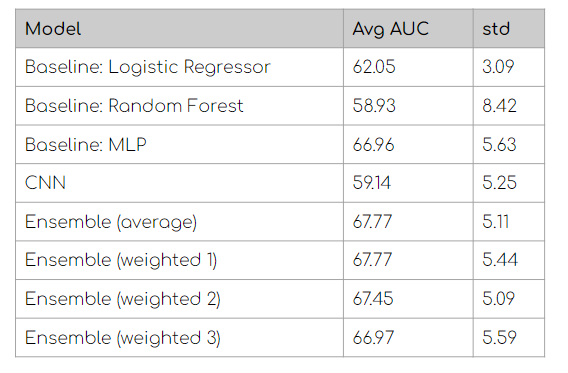 Model Avg AUC std
Baseline: Logistic Regressor 62.05 3.09
Baseline: Random Forest 58.93 8.42
Baseline: MLP 66.96 5.63
CNN 59.14 5.25
Ensemble (average) 67.77 5.11
Ensemble (weighted 1) 67.77 5.44
Ensemble (weighted 2) 67.45 5.09
Ensemble (weighted 3) 66.97 5.59